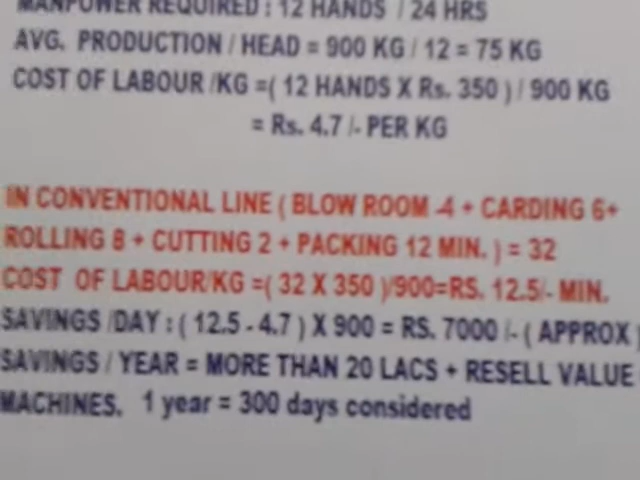 MANPOWER REQUIRED : 12 HANDS / 24 HRS
AVG. PRODUCTION / HEAD = 900 KG / 12 = 75 KG
COST OF LABOUR /KG =( 12 HANDS X Rs. 350 ) / 900 KG
= Rs. 4.7 /- PER KG
IN CONVENTIONAL LINE ( BLOW ROOM -4 + CARDING 6+
ROLLING 8 + CUTTING 2 + PACKING 12 MIN. ) = 32
COST OF LABOUR/KG =( 32 X 350 )/900=RS. 12.5/- MIN.
SAVINGS /DAY : ( 12.5 - 4.7 ) X 900 = RS. 7000 /- ( APPROX )
SAVINGS / YEAR = MORE THAN 20 LACS + RESELL VALUE
MACHINES. 1 year = 300 days considered